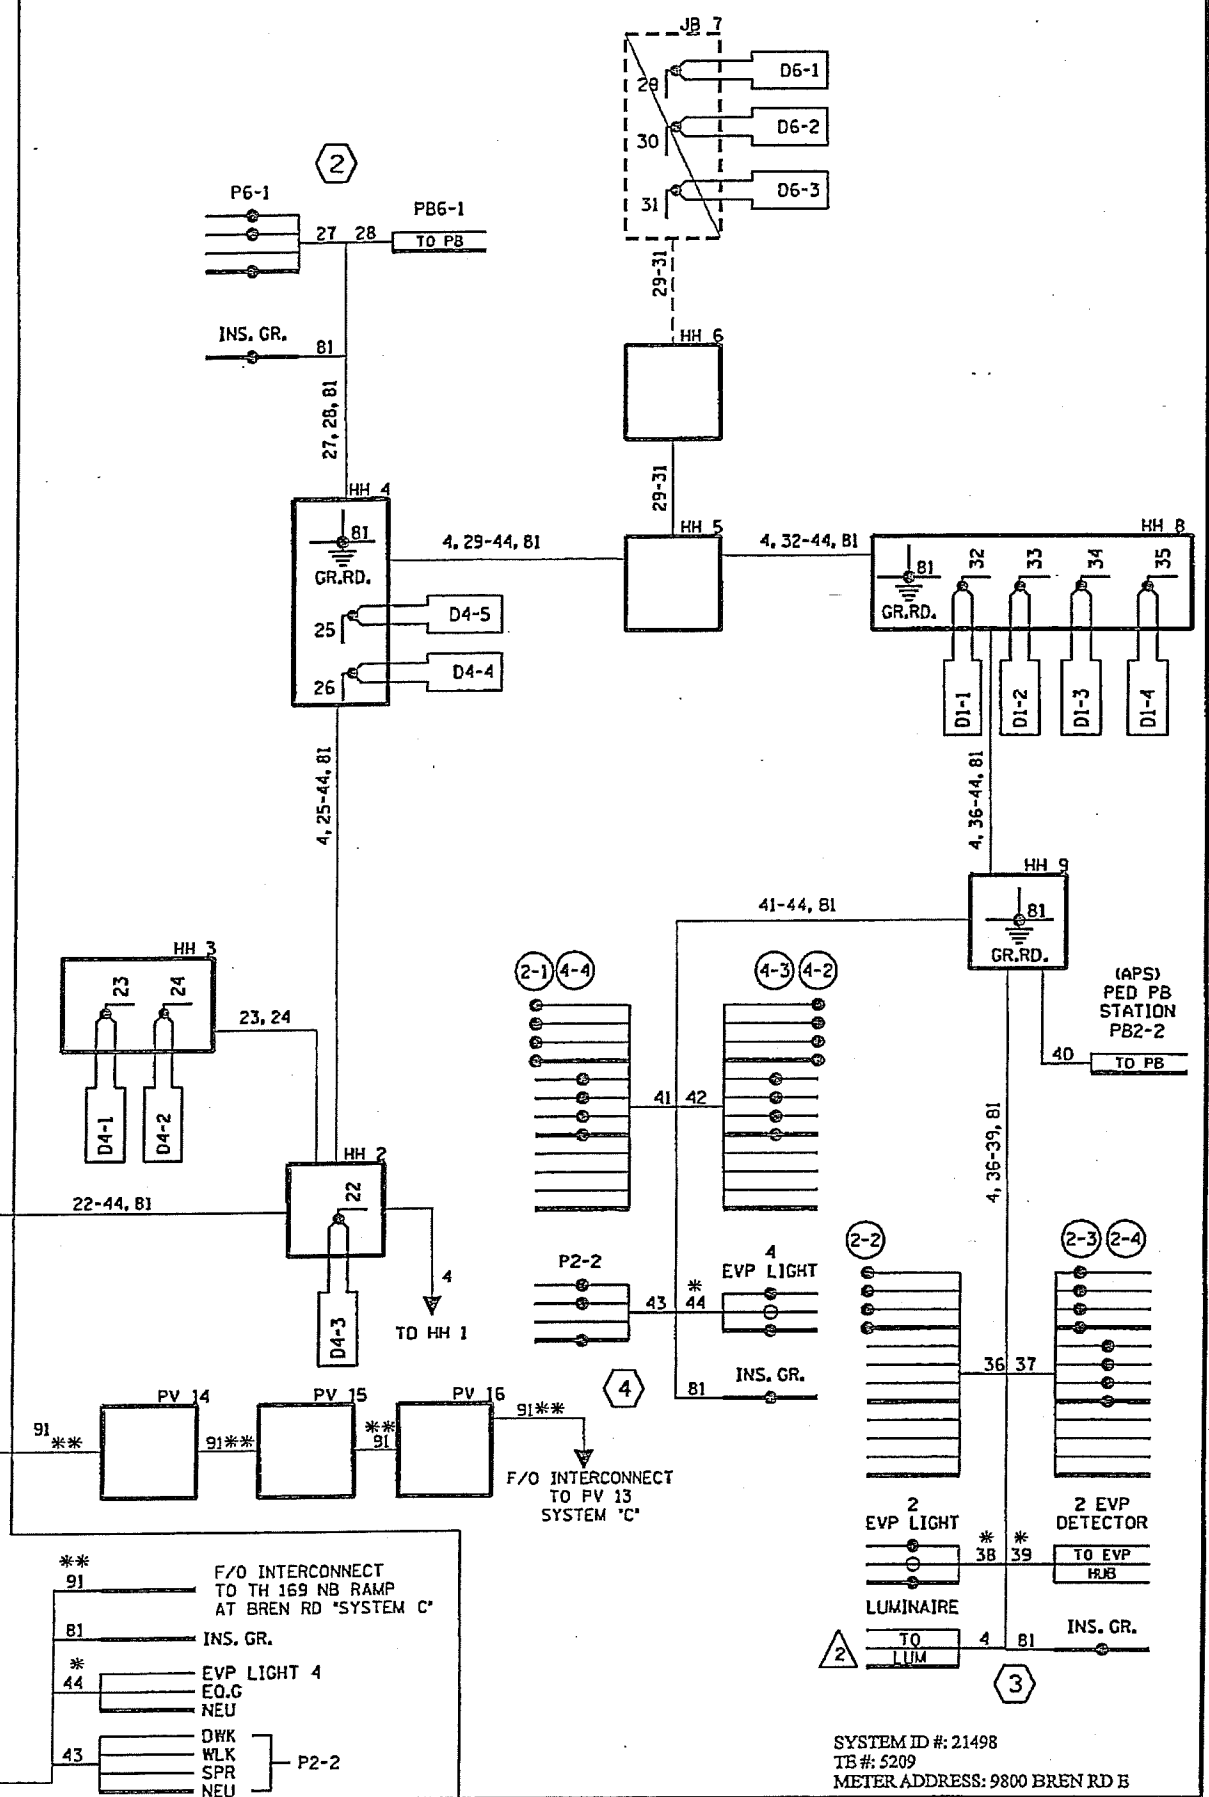 JB 7
29
D6-1
30
D6-2
31
D6-3
29-31
2
P6-1
27
28
PB6-1
TO PB
INS. GR.
81
27, 28, 81
HH 6
29-31
HH 4
81
GR.RD.
25
D4-5
26
D4-4
4, 29-44, 81
HH 5
4, 32-44, 81
HH 8
81
GR.RD.
32
33
34
35
D1-1
D1-2
D1-3
D1-4
4, 25-44, 81
4, 36-44, 81
HH 9
81
GR.RD.
41-44, 81
HH 3
23
24
D4-1
D4-2
23, 24
2-1
4-4
4-3
4-2
41
42
(APS)
PED PB
STATION
PB2-2
40
TO PB
4, 36-39, 81
HH 2
22
22-44, 81
D4-3
4
TO HH 1
P2-2
43
*
44
4
EVP LIGHT
4
81
INS. GR.
2-2
2-3
2-4
36
37
PV 14
PV 15
PV 16
91
**
91**
**
91
91**
F/O INTERCONNECT
TO PV 13
SYSTEM "C"
2
EVP LIGHT
*
38
*
39
2 EVP
DETECTOR
TO EVP
HUB
LUMINAIRE
2
TO
LUM
4
81
INS. GR.
3
**
91
F/O INTERCONNECT
TO TH 169 NB RAMP
AT BREN RD "SYSTEM C"
81
INS. GR.
*
44
EVP LIGHT 4
EQ.G
NEU
43
DWK
WLK
SPR
NEU
P2-2
SYSTEM ID #: 21498
TE #: 5209
METER ADDRESS: 9800 BREN RD E